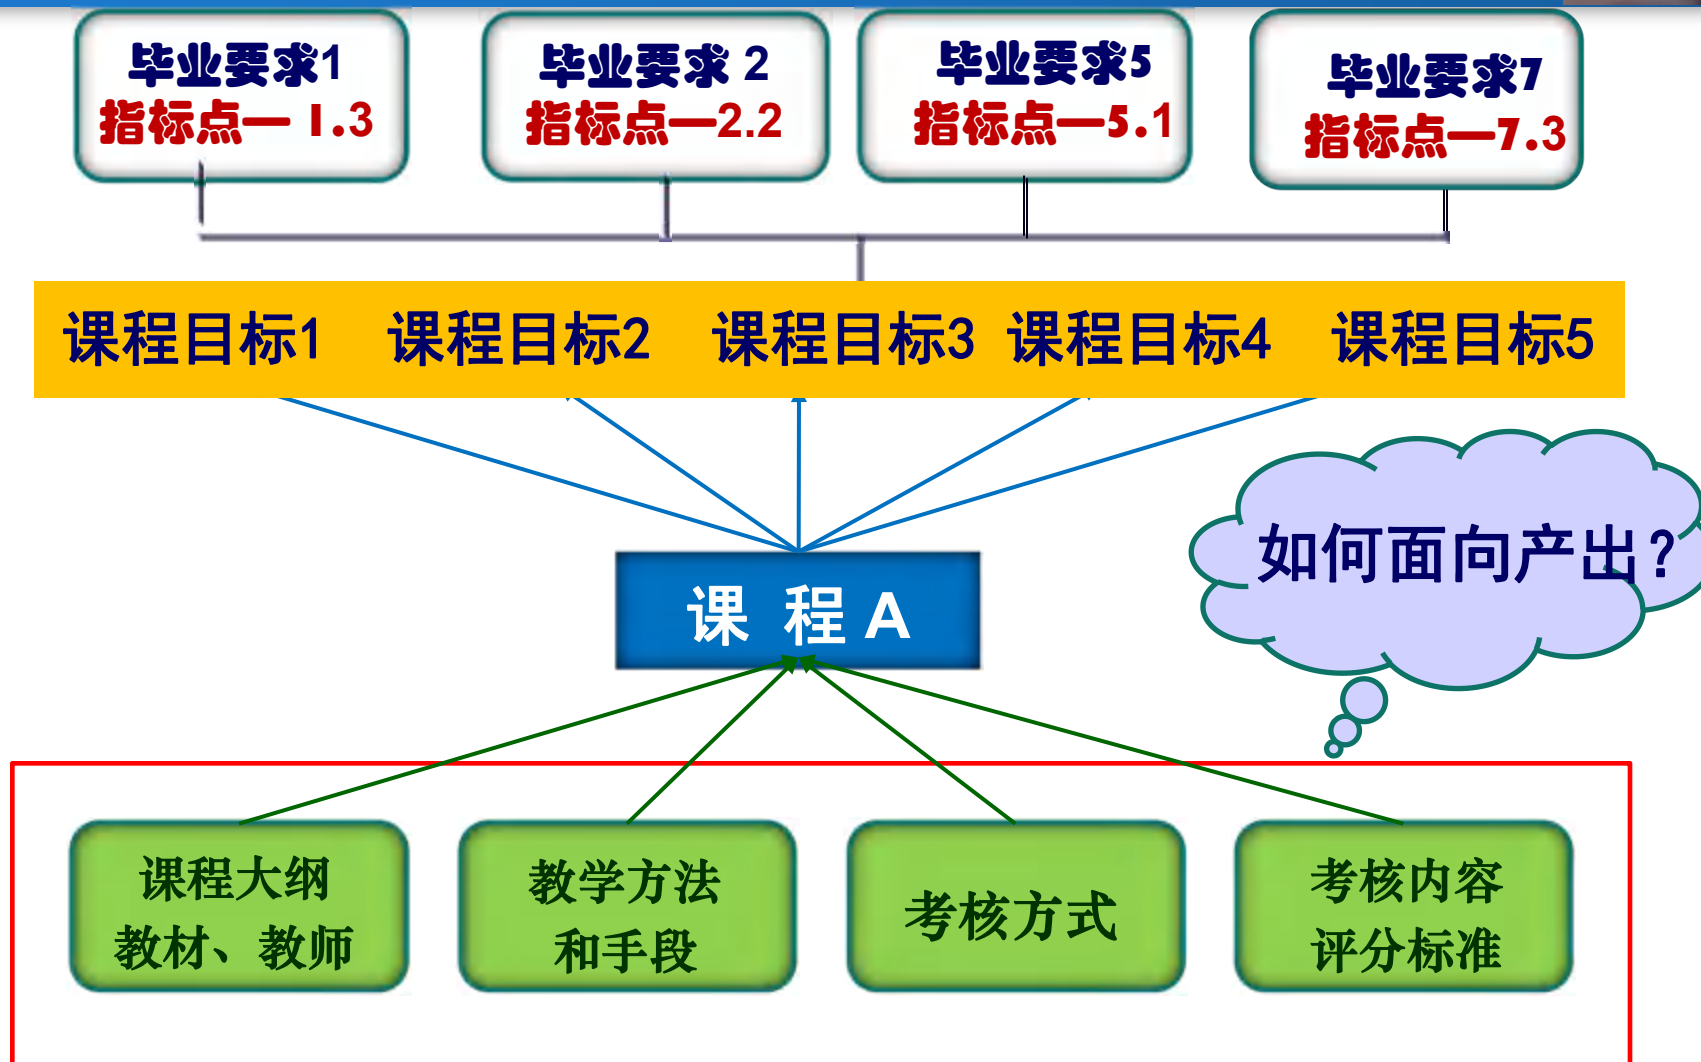 毕业要求1
指标点—1.3
毕业要求 2
指标点—2.2
毕业要求5
指标点—5.1
毕业要求7
指标点—7.3
课程目标1 课程目标2 课程目标3 课程目标4 课程目标5
如何面向产出？
课 程 A
课程大纲
教材、教师
教学方法
和手段
考核方式
考核内容
评分标准